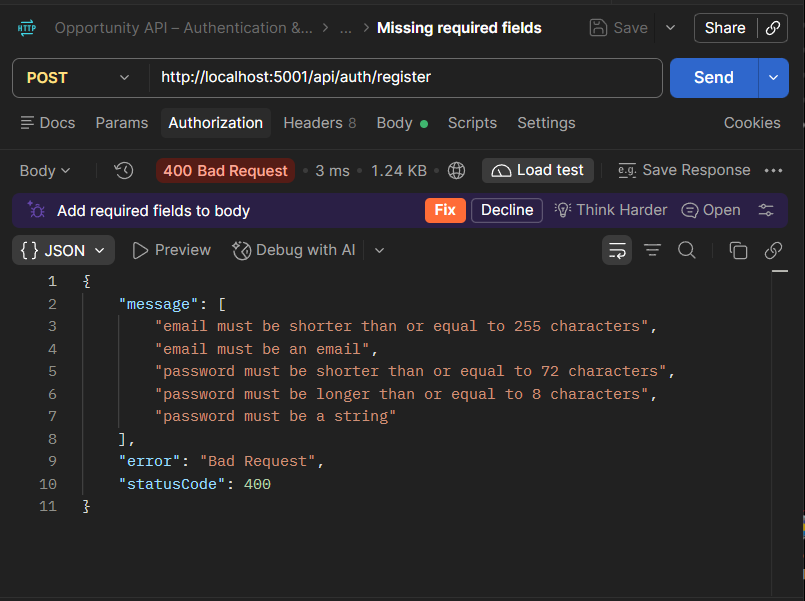 HTTP Opportunity API – Authentication &... > ... > Missing required fields Save Share
POST http://localhost:5001/api/auth/register Send
Docs Params Authorization Headers 8 Body Scripts Settings Cookies
Body 400 Bad Request • 3 ms • 1.24 KB • Load test e.g. Save Response
Add required fields to body Fix Decline Think Harder Open
{} JSON Preview Debug with AI
1 {
2 "message": [
3 "email must be shorter than or equal to 255 characters",
4 "email must be an email",
5 "password must be shorter than or equal to 72 characters",
6 "password must be longer than or equal to 8 characters",
7 "password must be a string"
8 ],
9 "error": "Bad Request",
10 "statusCode": 400
11 }